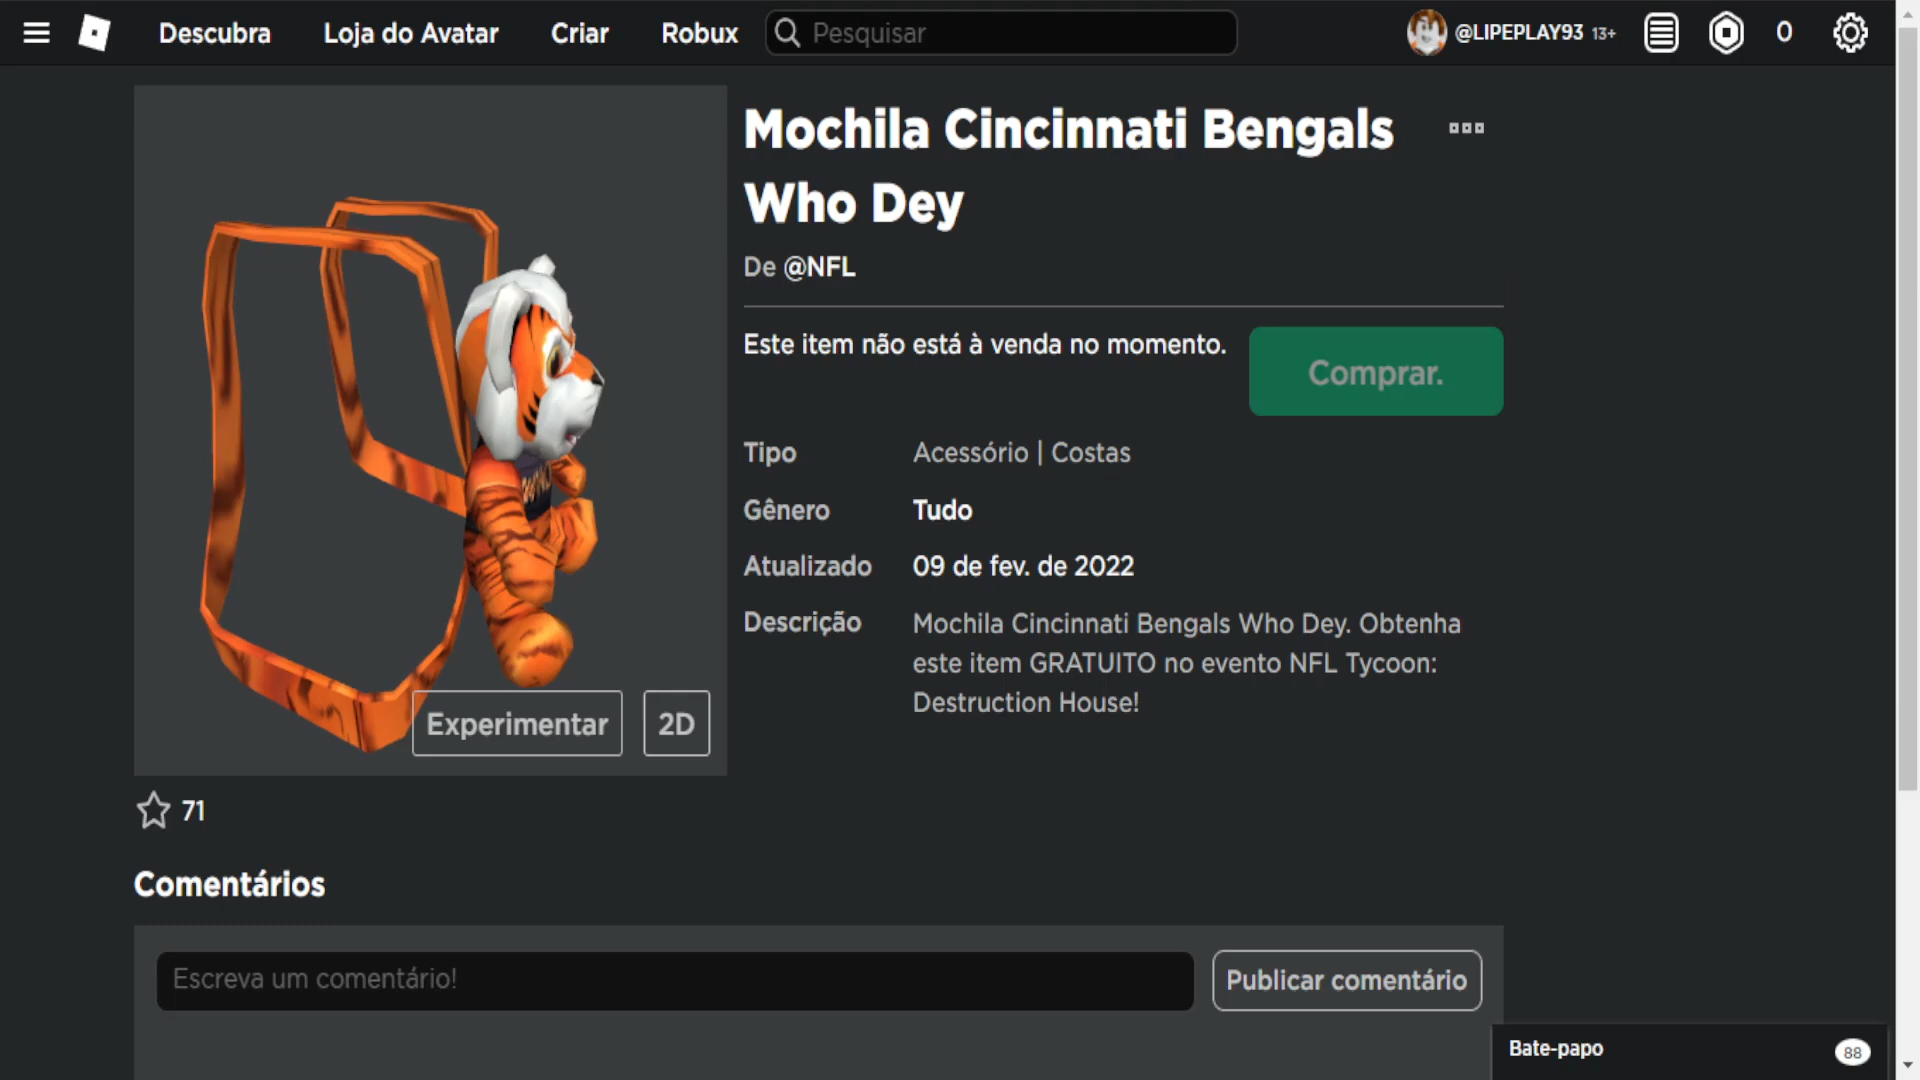 Descubra
Loja do Avatar
Criar
Robux
Pesquisar
@LIPEPLAY93 13+
0
Mochila Cincinnati Bengals
Who Dey
De @NFL
Este item não está à venda no momento.
Comprar.
Tipo
Acessório | Costas
Gênero
Tudo
Atualizado
09 de fev. de 2022
Descrição
Mochila Cincinnati Bengals Who Dey. Obtenha
este item GRATUITO no evento NFL Tycoon:
Destruction House!
Experimentar
2D
71
Comentários
Escreva um comentário!
Publicar comentário
Bate-papo
88